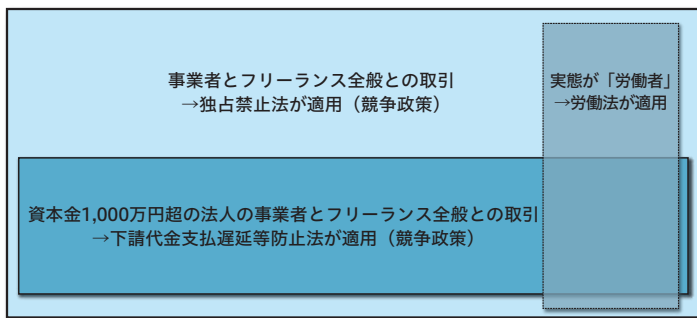 事業者とフリーランス全般との取引
→独占禁止法が適用（競争政策）
実態が「労働者」
→労働法が適用
資本金1,000万円超の法人の事業者とフリーランス全般との取引
→下請代金支払遅延等防止法が適用（競争政策）